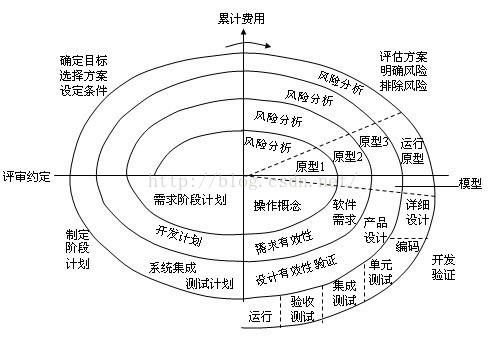 累计费用
确定目标
选择方案
设定条件
评估方案
明确风险
排除风险
风险分析
风险分析
风险分析
风险分析
原型1
原型2
原型3
运行
原型
评审约定
http://blog.csdn.net/
模型
需求阶段计划
操作概念
软件
需求
详细
设计
制定
阶段
计划
开发计划
需求有效性
产品
设计
编码
开发
验证
系统集成
测试计划
设计有效性验证
单元
测试
集成
测试
验收
测试
运行